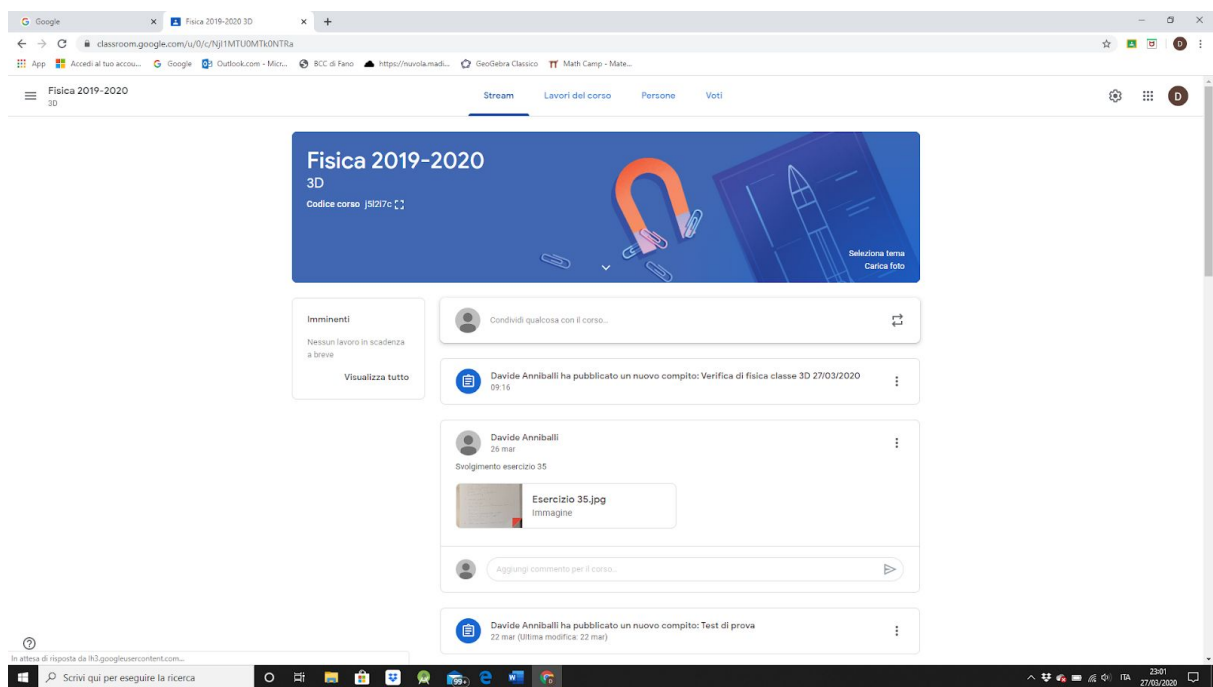 Google
Fisica 2019-2020 3D
classroom.google.com/u/0/c/NjI1MTU0MTk0NTRa
App
Accedi al tuo accou...
Google
Outlook.com - Micr...
BCC di Fano
https://nuvola.madi...
GeoGebra Classico
Math Camp - Mate...
Fisica 2019-2020
3D
Stream
Lavori del corso
Persone
Voti
D
Fisica 2019-2020
3D
Codice corso j5l2l7c
Seleziona tema
Carica foto
Imminenti
Nessun lavoro in scadenza
a breve
Visualizza tutto
Condividi qualcosa con il corso...
Davide Anniballi ha pubblicato un nuovo compito: Verifica di fisica classe 3D 27/03/2020
09:16
Davide Anniballi
26 mar
Svolgimento esercizio 35
Esercizio 35.jpg
Immagine
Aggiungi commento per il corso...
Davide Anniballi ha pubblicato un nuovo compito: Test di prova
22 mar (Ultima modifica: 22 mar)
In attesa di risposta da lh3.googleusercontent.com...
Scrivi qui per eseguire la ricerca
99+
ITA
23:01
27/03/2020